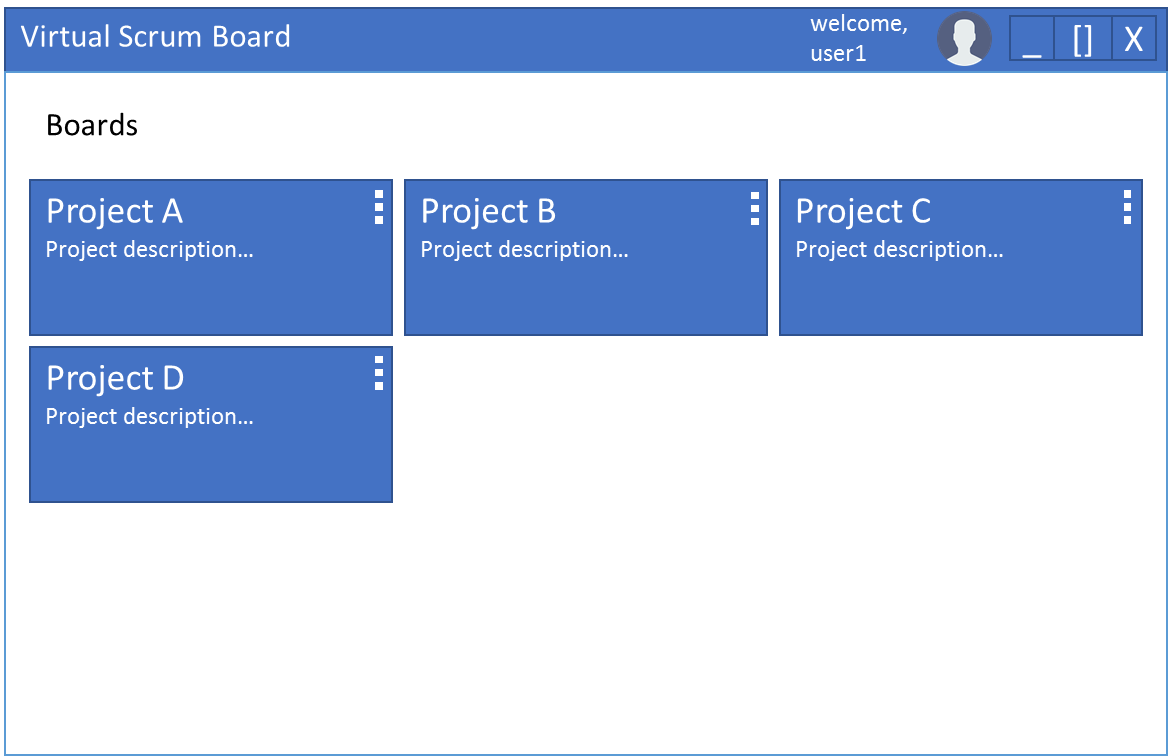 Virtual Scrum Board
welcome,
user1
_ [] X
Boards
Project A
Project description...
Project B
Project description...
Project C
Project description...
Project D
Project description...